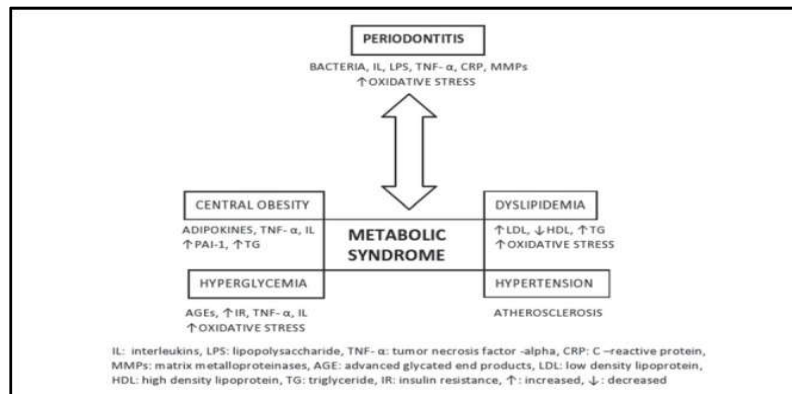 PERIODONTITIS
BACTERIA, IL, LPS, TNF- α, CRP, MMPs
↑OXIDATIVE STRESS
CENTRAL OBESITY
ADIPOKINES, TNF- α, IL
↑PAI-1, ↑TG
DYSLIPIDEMIA
↑LDL, ↓HDL, ↑TG
↑OXIDATIVE STRESS
METABOLIC
SYNDROME
HYPERGLYCEMIA
AGEs, ↑IR, TNF- α, IL
↑OXIDATIVE STRESS
HYPERTENSION
ATHEROSCLEROSIS
IL: interleukins, LPS: lipopolysaccharide, TNF- α: tumor necrosis factor -alpha, CRP: C –reactive protein,
MMPs: matrix metalloproteinases, AGE: advanced glycated end products, LDL: low density lipoprotein,
HDL: high density lipoprotein, TG: triglyceride, IR: insulin resistance, ↑: increased, ↓: decreased